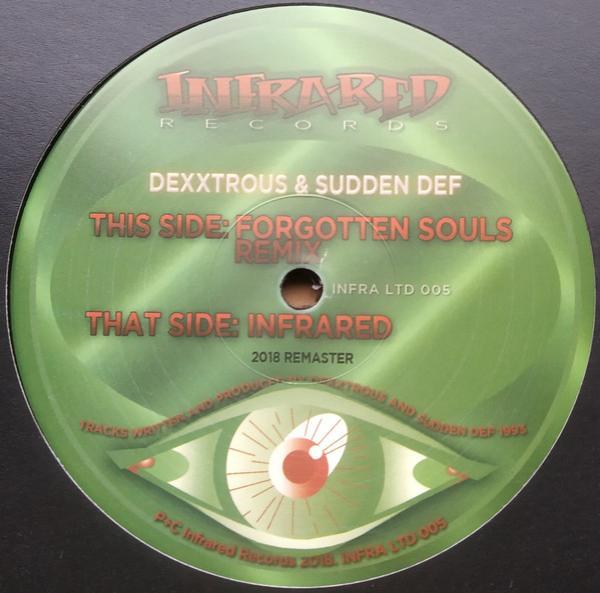 INFRARED
RECORDS
DEXXTROUS & SUDDEN DEF
THIS SIDE: FORGOTTEN SOULS
REMIX
INFRA LTD 005
THAT SIDE: INFRARED
2018 REMASTER
TRACKS WRITTEN AND PRODUCED BY DEXXTROUS AND SUDDEN DEF 1993
P+C Infrared Records 2018. INFRA LTD 005